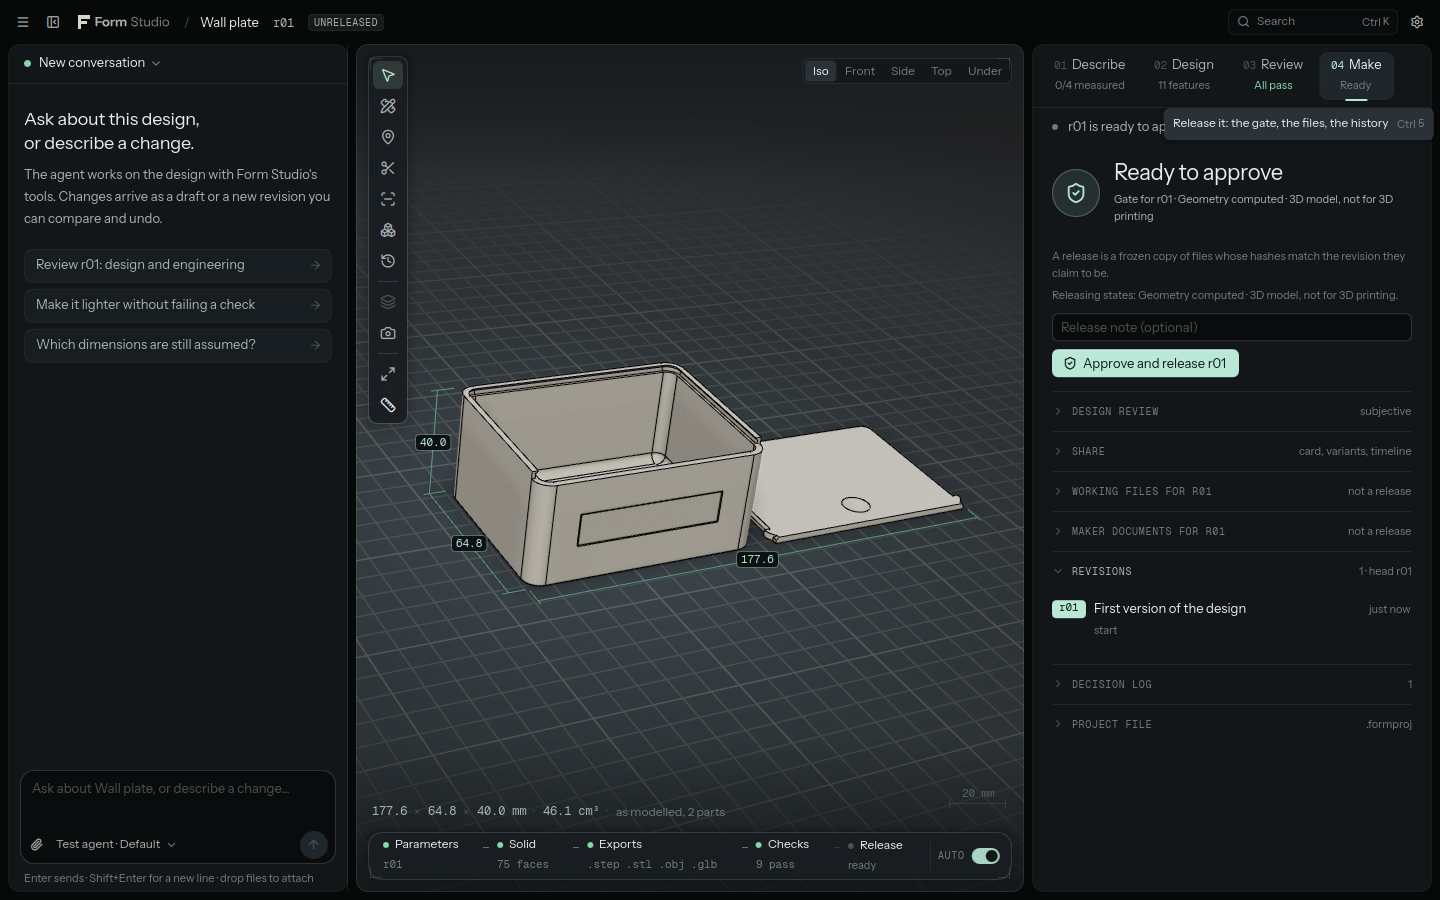 Form Studio / Wall plate r01 UNRELEASED
Search Ctrl K
New conversation
Ask about this design,
or describe a change.
The agent works on the design with Form Studio's
tools. Changes arrive as a draft or a new revision you
can compare and undo.
Review r01: design and engineering
Make it lighter without failing a check
Which dimensions are still assumed?
Ask about Wall plate, or describe a change...
Test agent · Default
Enter sends · Shift+Enter for a new line · drop files to attach
Iso Front Side Top Under
40.0
64.8
177.6
20 mm
177.6 × 64.8 × 40.0 mm · 46.1 cm³ · as modelled, 2 parts
Parameters Solid Exports Checks Release
r01 75 faces .step .stl .obj .glb 9 pass ready
AUTO
01 Describe 02 Design 03 Review 04 Make
0/4 measured 11 features All pass Ready
r01 is ready to ap
Release it: the gate, the files, the history Ctrl 5
Ready to approve
Gate for r01 · Geometry computed · 3D model, not for 3D
printing
A release is a frozen copy of files whose hashes match the revision they
claim to be.
Releasing states: Geometry computed · 3D model, not for 3D printing.
Release note (optional)
Approve and release r01
DESIGN REVIEW subjective
SHARE card, variants, timeline
WORKING FILES FOR R01 not a release
MAKER DOCUMENTS FOR R01 not a release
REVISIONS 1 · head r01
r01 First version of the design just now
start
DECISION LOG 1
PROJECT FILE .formproj